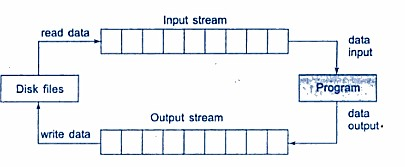 Input stream
read data
data
input
Disk files
Program
Output stream
data
output
write data